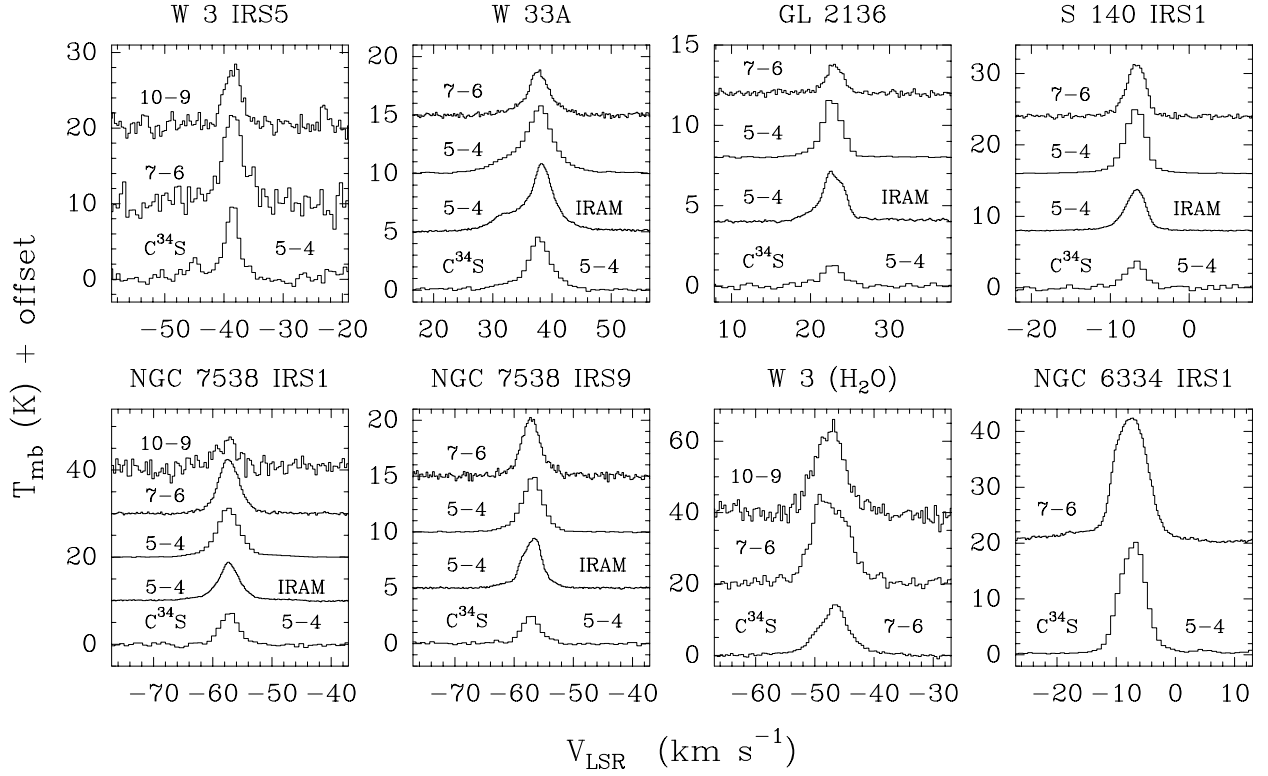 W 3 IRS5
W 33A
GL 2136
S 140 IRS1
30
20
10
0
10−9
7−6
C³⁴S 5−4
−50 −40 −30 −20
20
15
10
5
0
7−6
5−4
5−4 IRAM
C³⁴S 5−4
20 30 40 50
15
10
5
0
7−6
5−4
5−4 IRAM
C³⁴S 5−4
10 20 30
30
20
10
0
7−6
5−4
5−4 IRAM
C³⁴S 5−4
−20 −10 0
NGC 7538 IRS1
NGC 7538 IRS9
W 3 (H₂O)
NGC 6334 IRS1
40
20
0
10−9
7−6
5−4
5−4 IRAM
C³⁴S 5−4
−70 −60 −50 −40
20
15
10
5
0
7−6
5−4
5−4 IRAM
C³⁴S 5−4
−70 −60 −50 −40
60
40
20
0
10−9
7−6
C³⁴S 7−6
−60 −50 −40 −30
40
30
20
10
0
7−6
C³⁴S 5−4
−20 −10 0 10
T_mb (K) + offset
V_LSR (km s⁻¹)